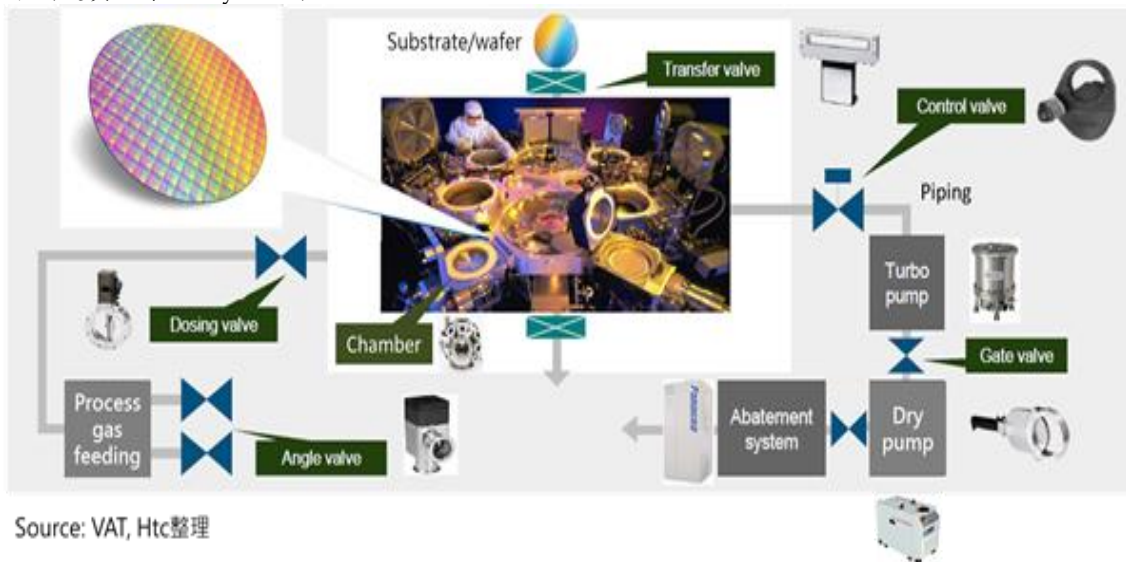 Substrate/wafer
Transfer valve
Control valve
Piping
Turbo
pump
Dosing valve
Chamber
Gate valve
Process
gas
feeding
Angle valve
Abatement
system
Dry
pump
Source: VAT, Htc整理